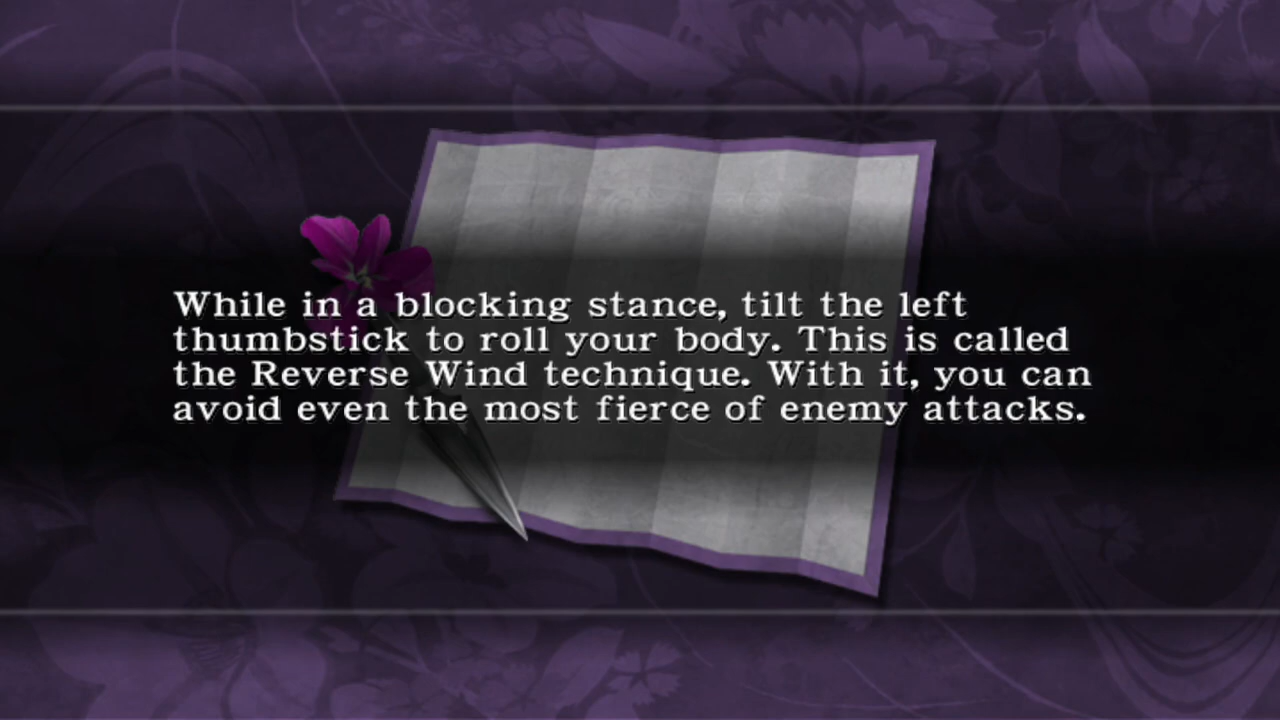 While in a blocking stance, tilt the left
thumbstick to roll your body. This is called
the Reverse Wind technique. With it, you can
avoid even the most fierce of enemy attacks.